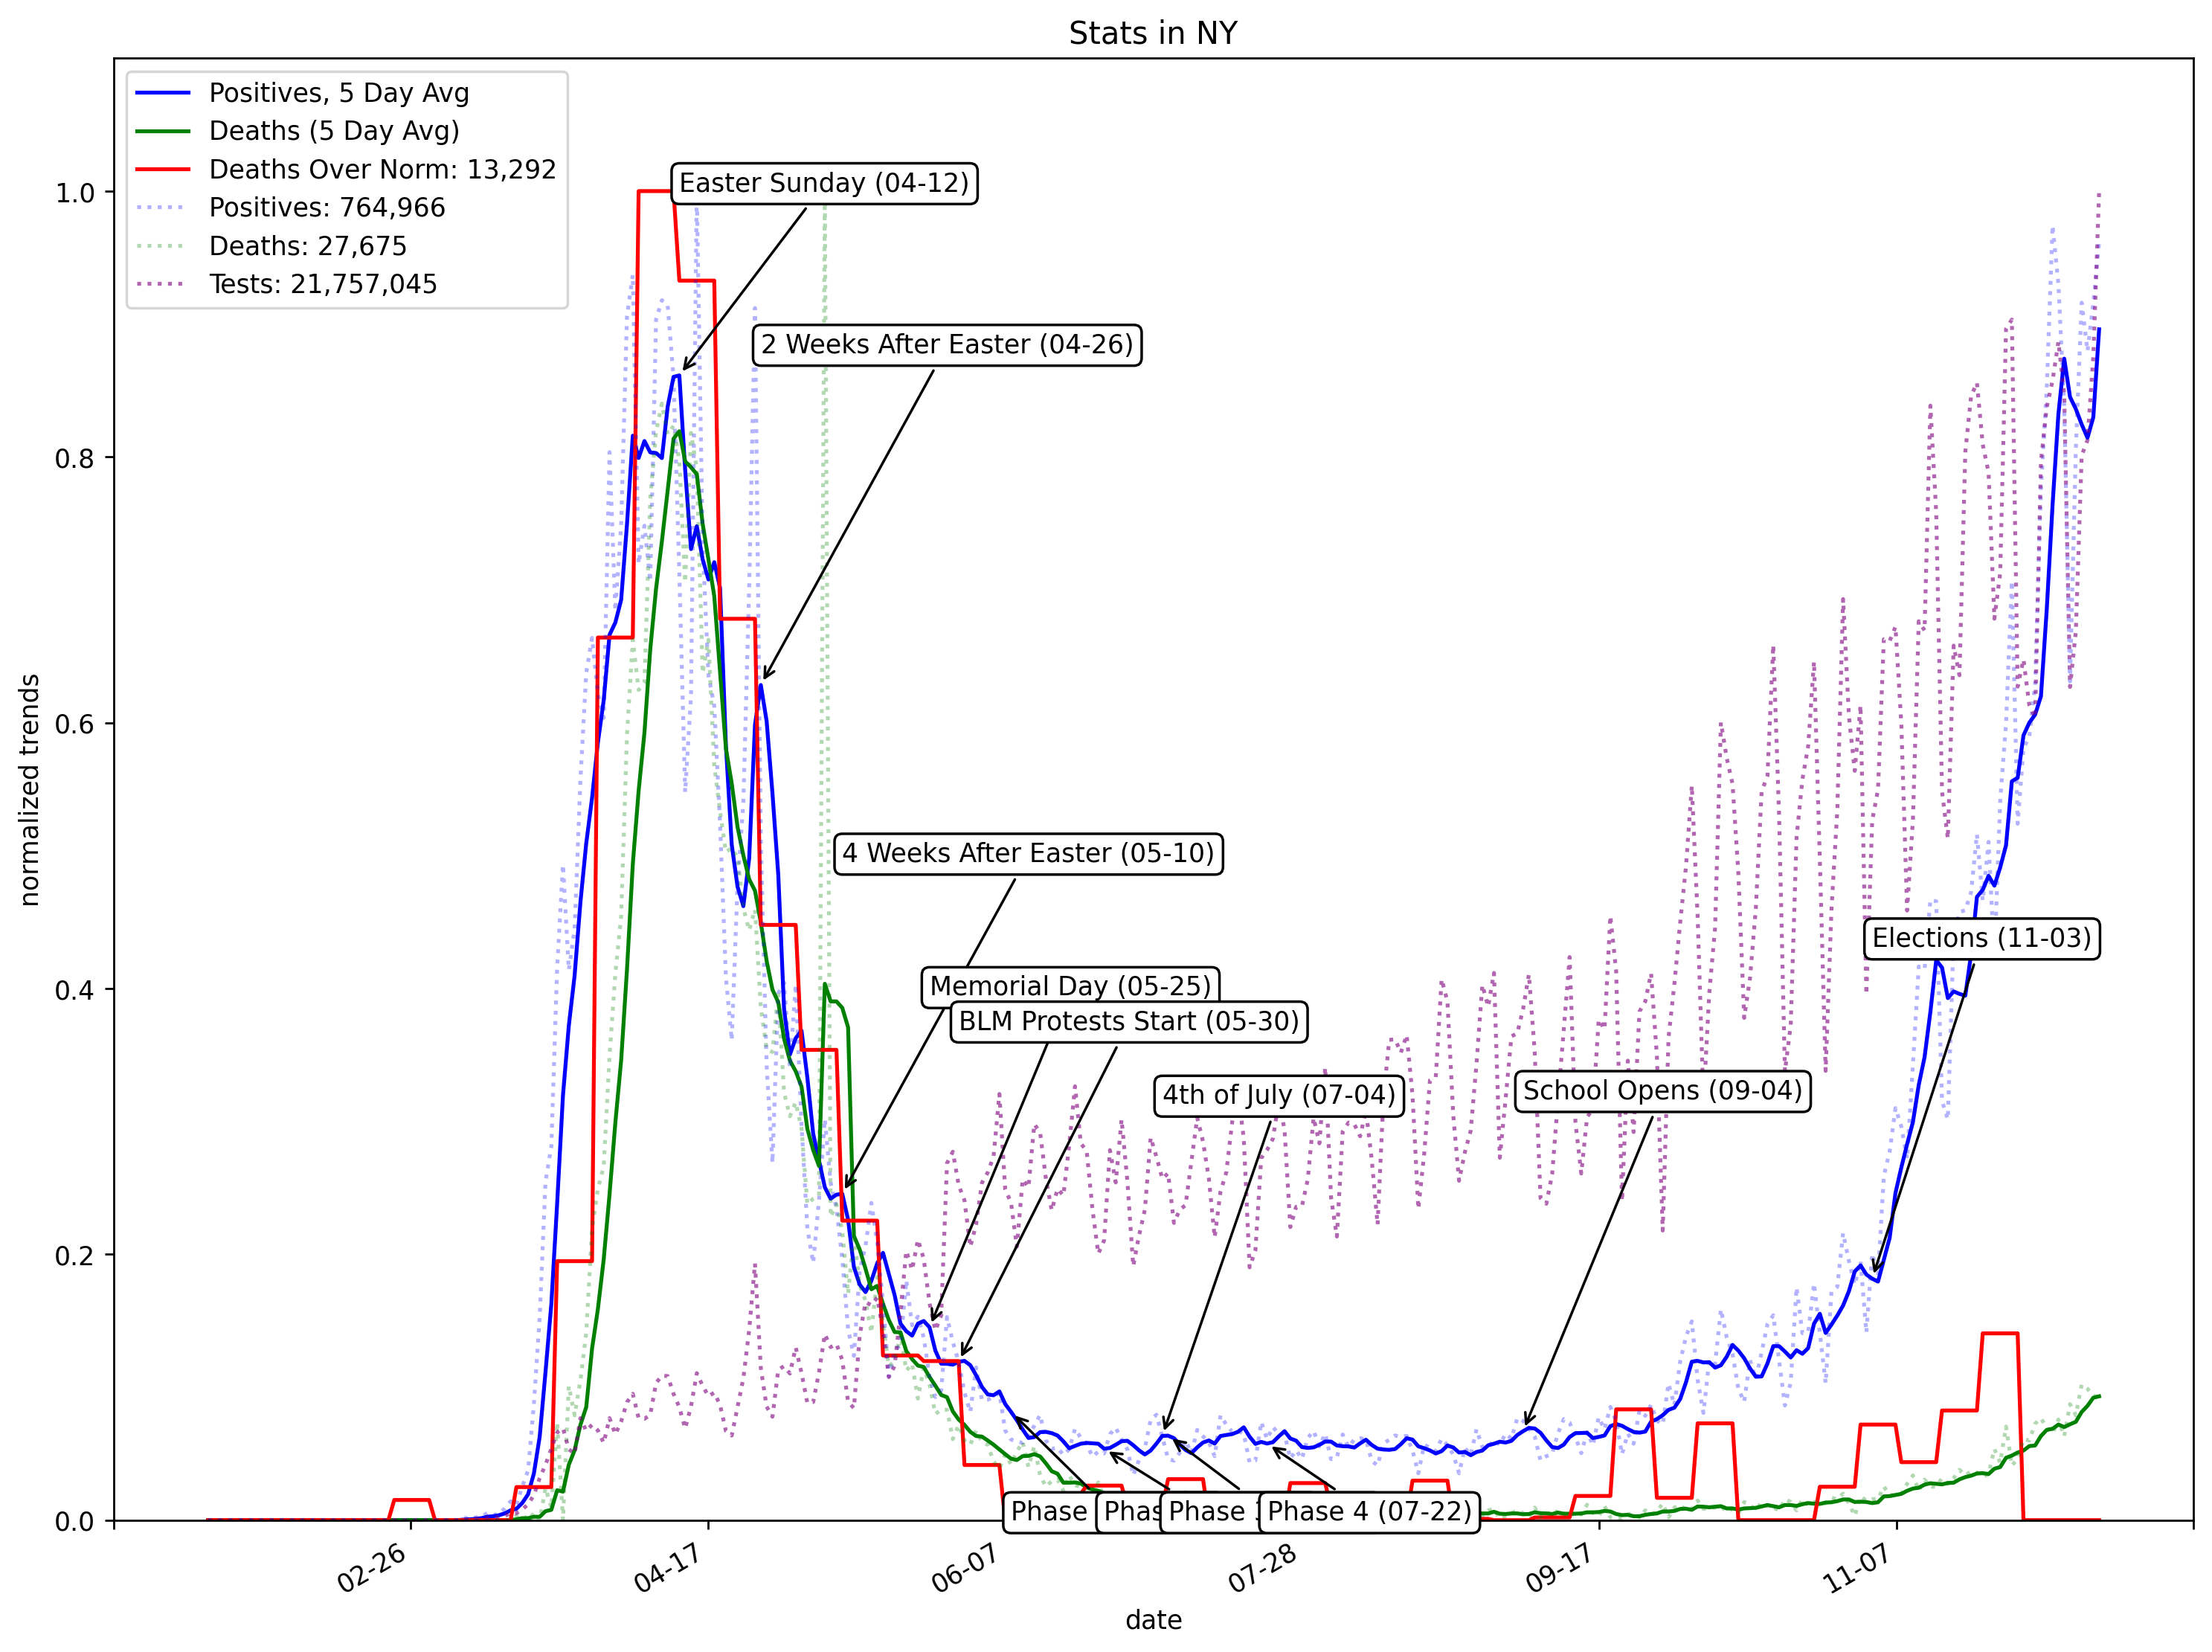 Stats in NY
Positives, 5 Day Avg
Deaths (5 Day Avg)
Deaths Over Norm: 13,292
Positives: 764,966
Deaths: 27,675
Tests: 21,757,045
Easter Sunday (04-12)
2 Weeks After Easter (04-26)
4 Weeks After Easter (05-10)
Memorial Day (05-25)
BLM Protests Start (05-30)
4th of July (07-04)
School Opens (09-04)
Elections (11-03)
Phase
Phas
Phase
Phase 4 (07-22)
normalized trends
1.0
0.8
0.6
0.4
0.2
0.0
02-26
04-17
06-07
07-28
09-17
11-07
date